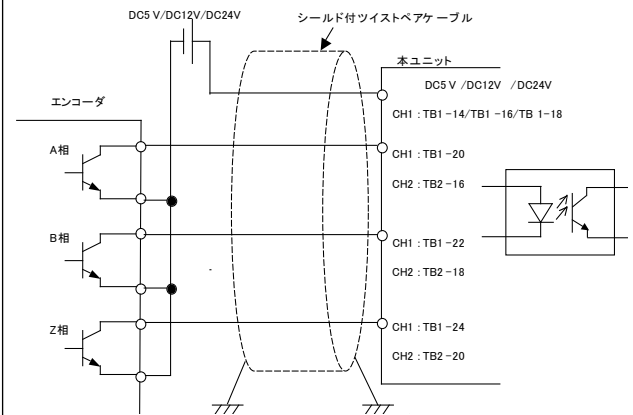 DC5 V/DC12V/DC24V
シールド付ツイストペアケーブル
本ユニット
DC5 V /DC12V /DC24V
エンコーダ
CH1 : TB1 -14/TB1 -16/TB 1-18
A相
CH1 : TB1 -20
CH2 : TB2 -16
B相
CH1 : TB1 -22
CH2 : TB2 -18
Z相
CH1 : TB1 -24
CH2 : TB2 -20